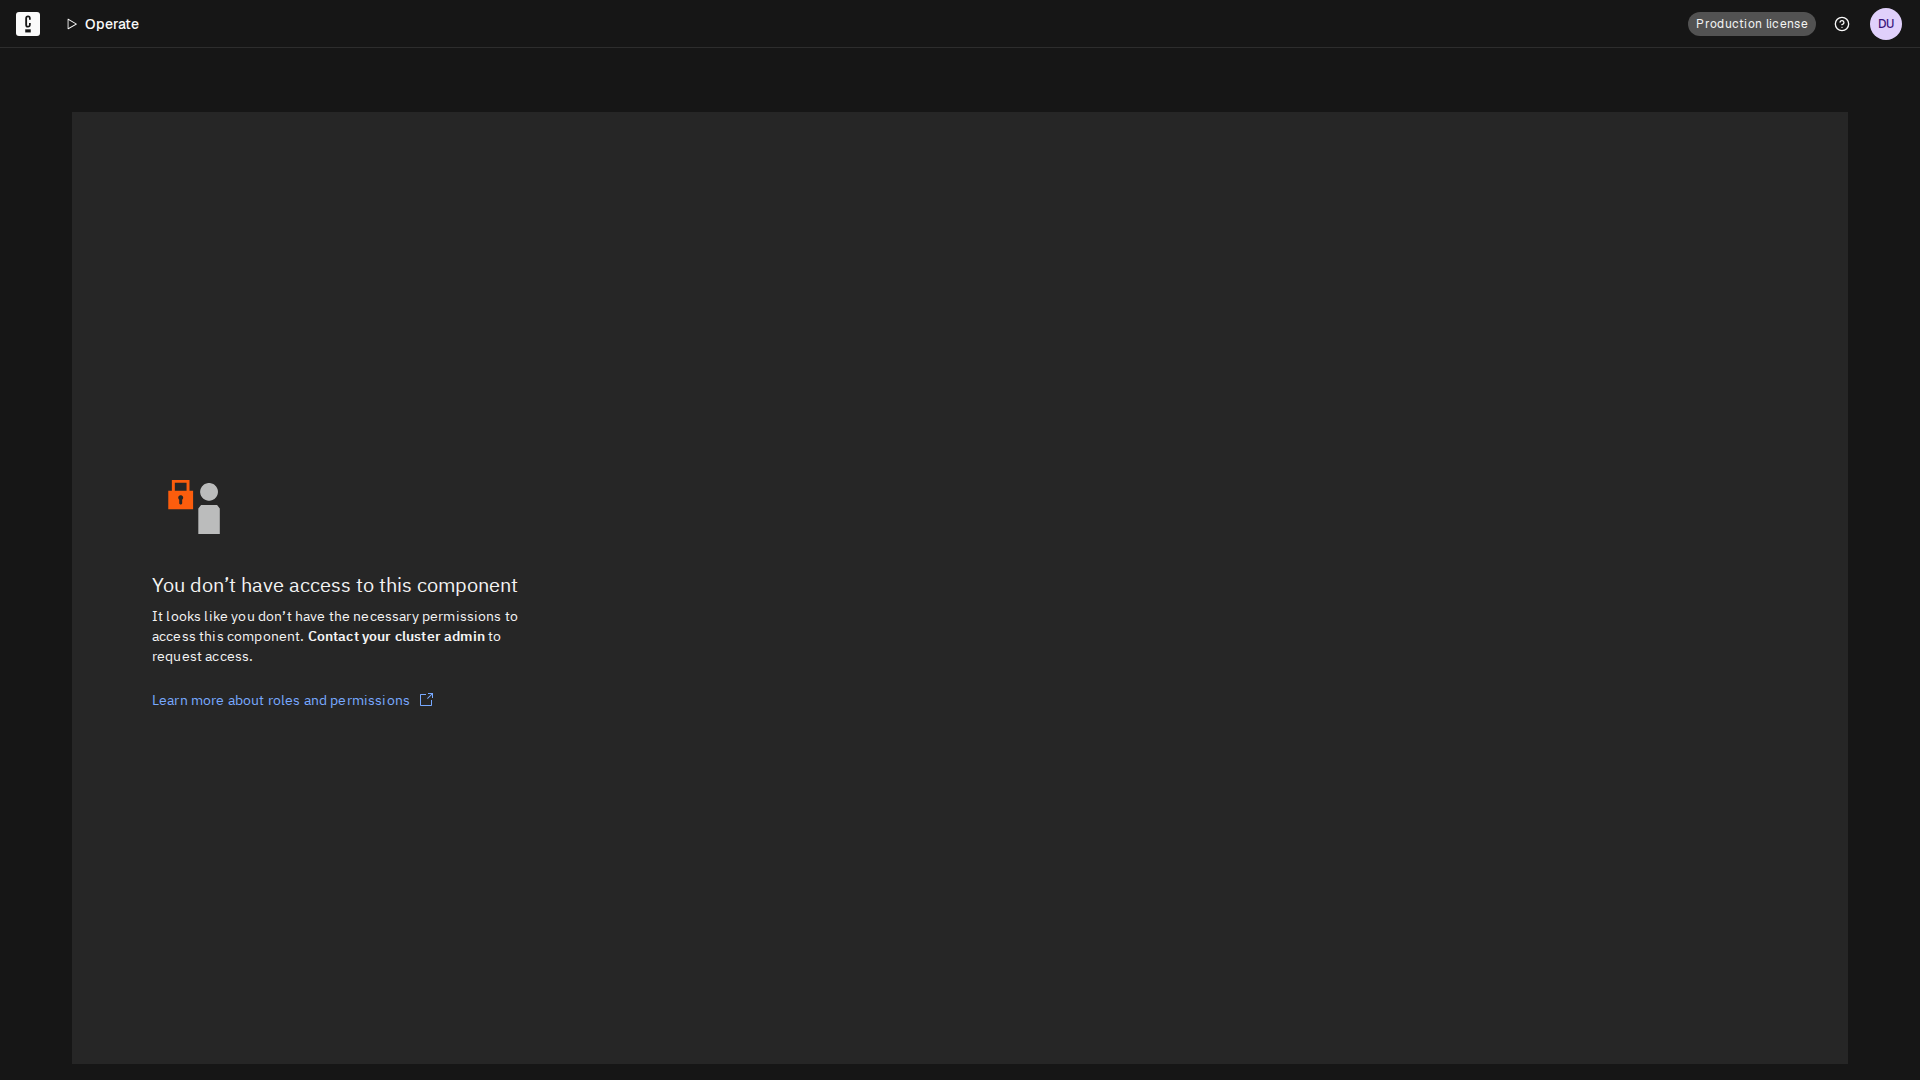 Operate
Production license
DU
You don't have access to this component
It looks like you don't have the necessary permissions to
access this component. Contact your cluster admin to
request access.
Learn more about roles and permissions